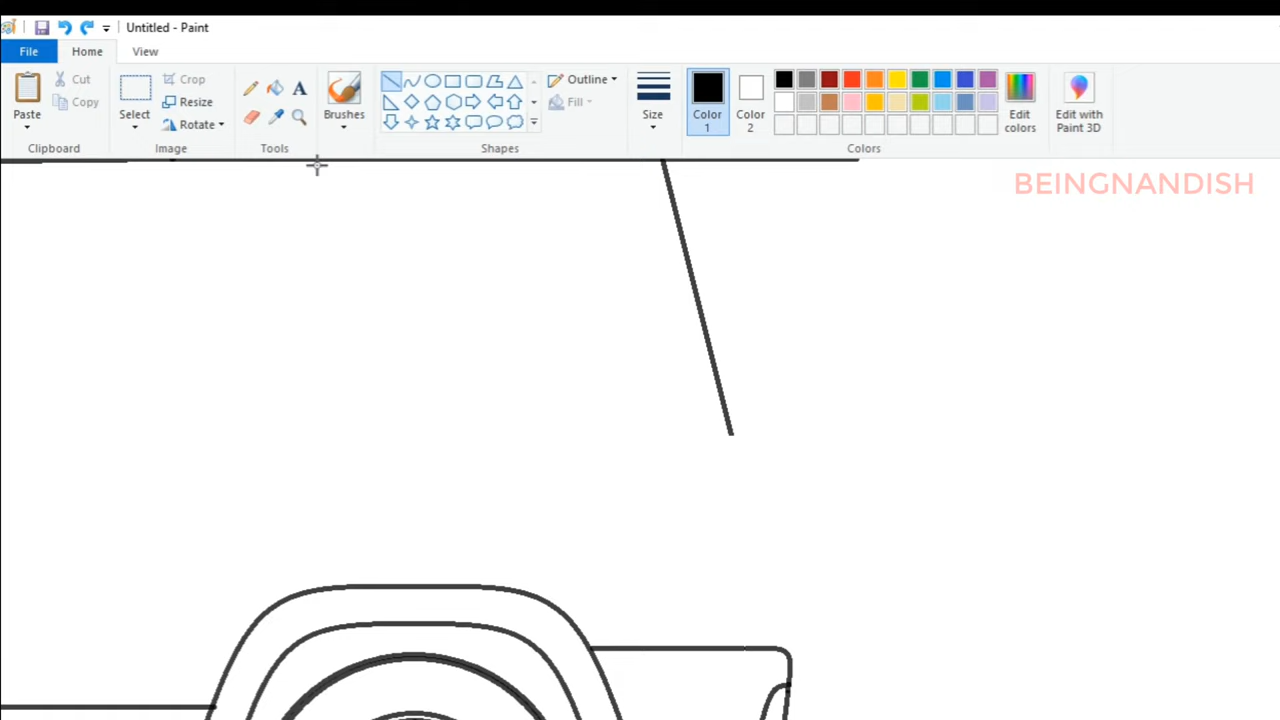 Untitled - Paint
File Home View
Paste
Cut
Copy
Select
Crop
Resize
Rotate
A
Brushes
Outline
Fill
Size
Color 1
Color 2
Edit colors
Edit with Paint 3D
Clipboard Image Tools Shapes Colors
BEINGNANDISH